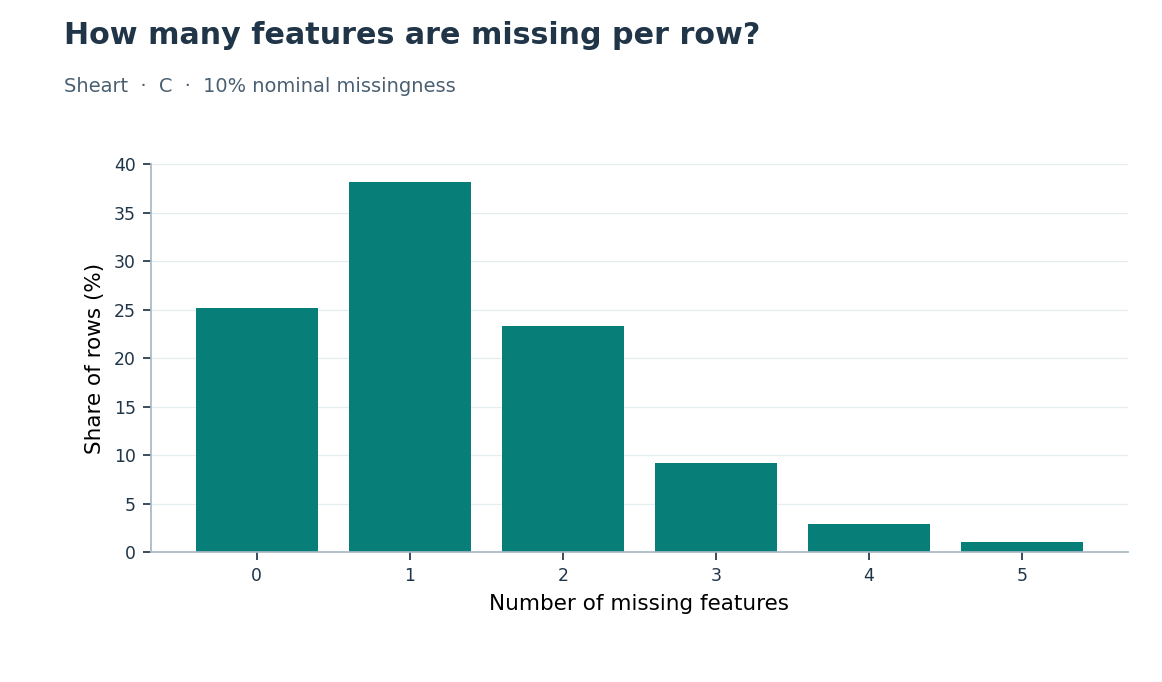 How many features are missing per row?
Sheart · C · 10% nominal missingness
40
35
30
25
20
15
10
5
0
Share of rows (%)
0 1 2 3 4 5
Number of missing features